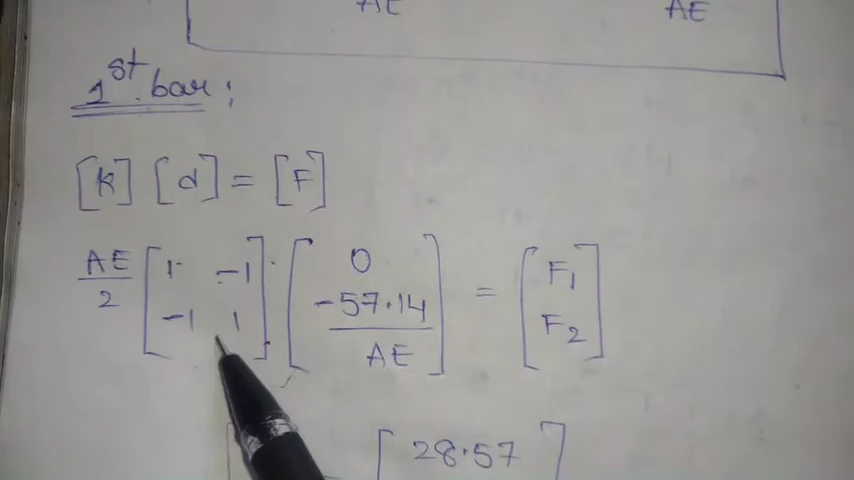 AE AE
1st bar :
[K] [d] = [F]
AE/2 [1 -1; -1 1] · [0; -57.14/AE] = [F1; F2]
28.57